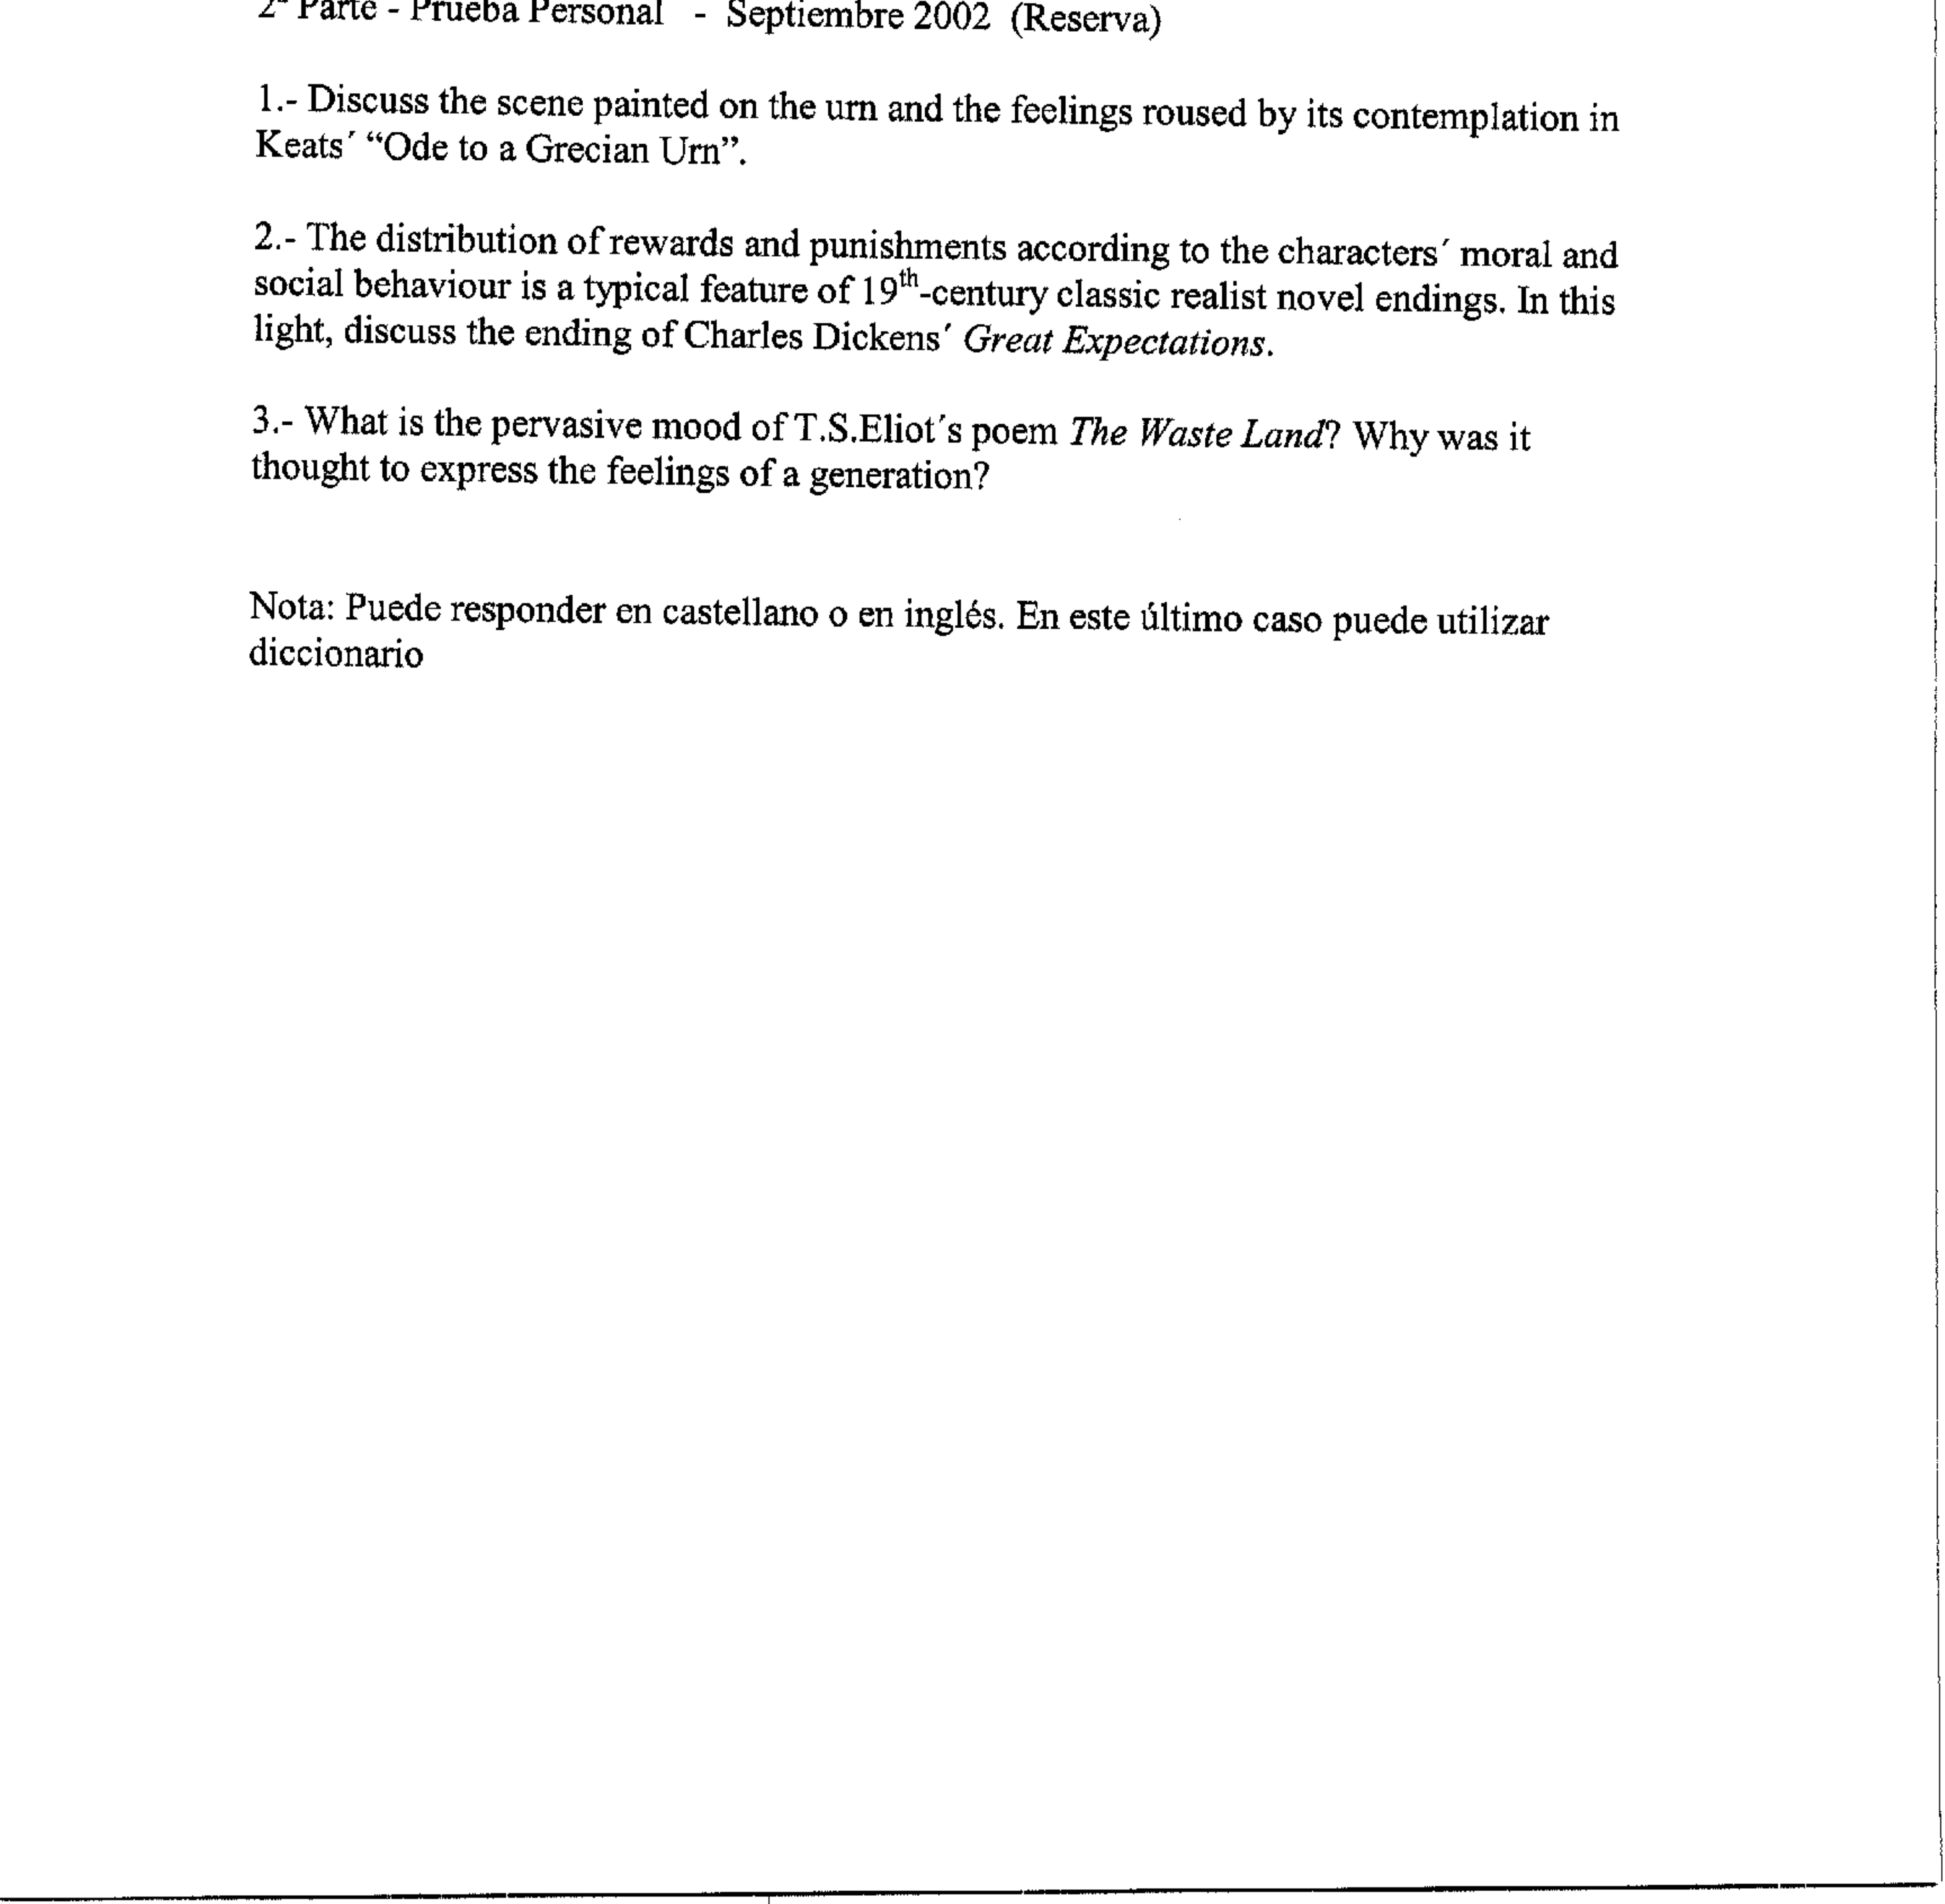 2ª Parte - Prueba Personal - Septiembre 2002 (Reserva)
1.- Discuss the scene painted on the urn and the feelings roused by its contemplation in
Keats´ “Ode to a Grecian Urn”.
2.- The distribution of rewards and punishments according to the characters´ moral and
social behaviour is a typical feature of 19th-century classic realist novel endings. In this
light, discuss the ending of Charles Dickens´ Great Expectations.
3.- What is the pervasive mood of T.S.Eliot´s poem The Waste Land? Why was it
thought to express the feelings of a generation?
Nota: Puede responder en castellano o en inglés. En este último caso puede utilizar
diccionario